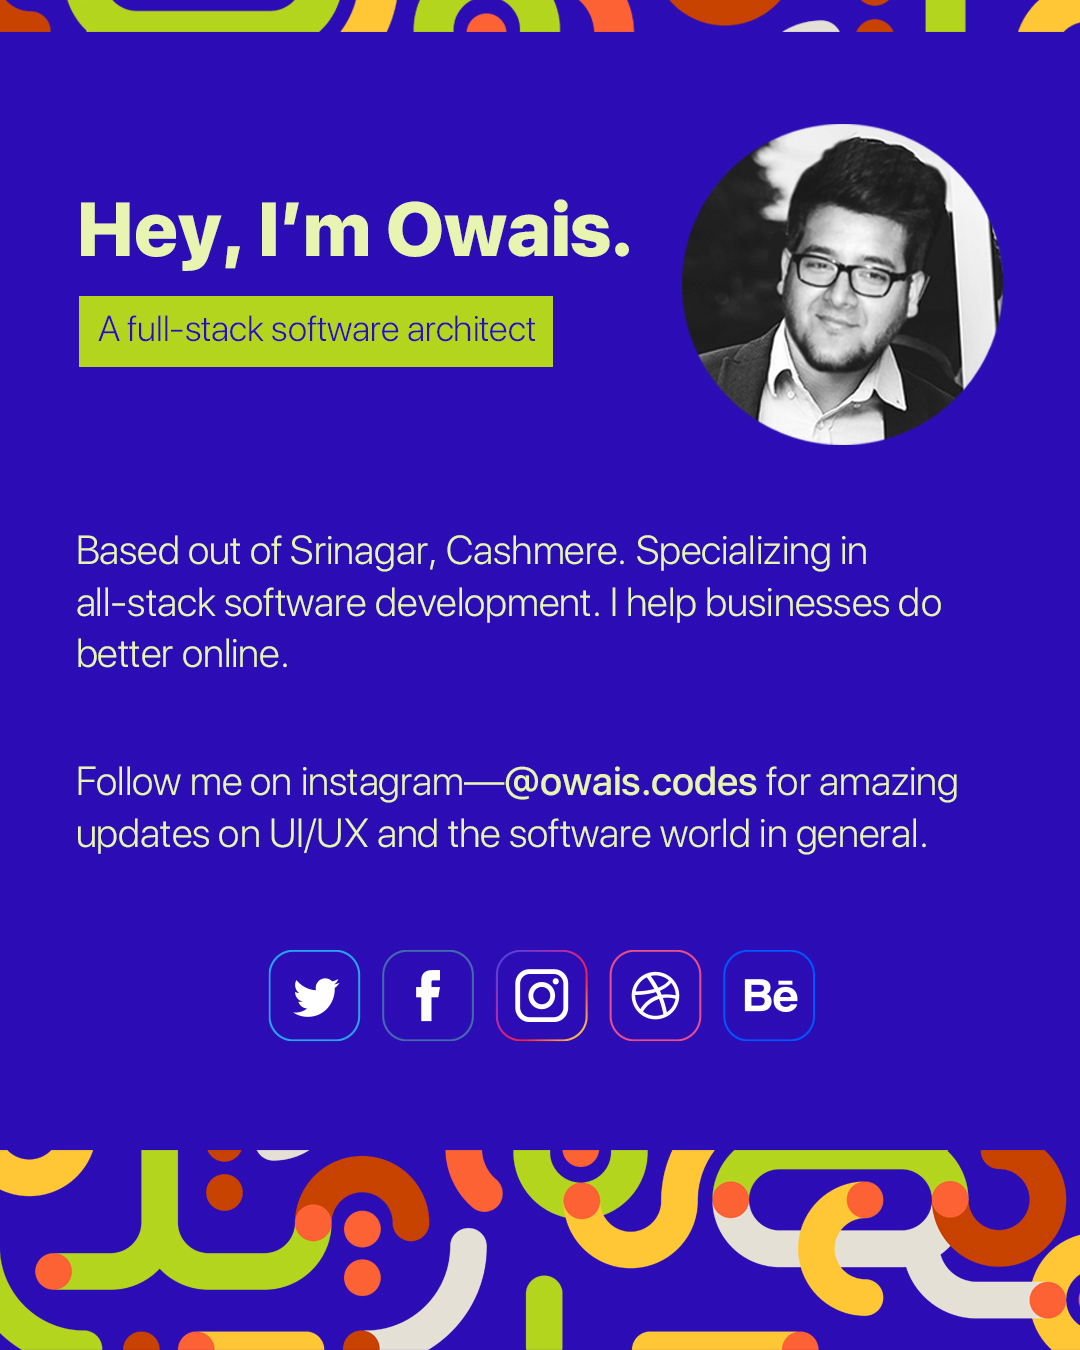 Hey, I’m Owais.
A full-stack software architect
Based out of Srinagar, Cashmere. Specializing in
all-stack software development. I help businesses do
better online.
Follow me on instagram—@owais.codes for amazing
updates on UI/UX and the software world in general.
Bē